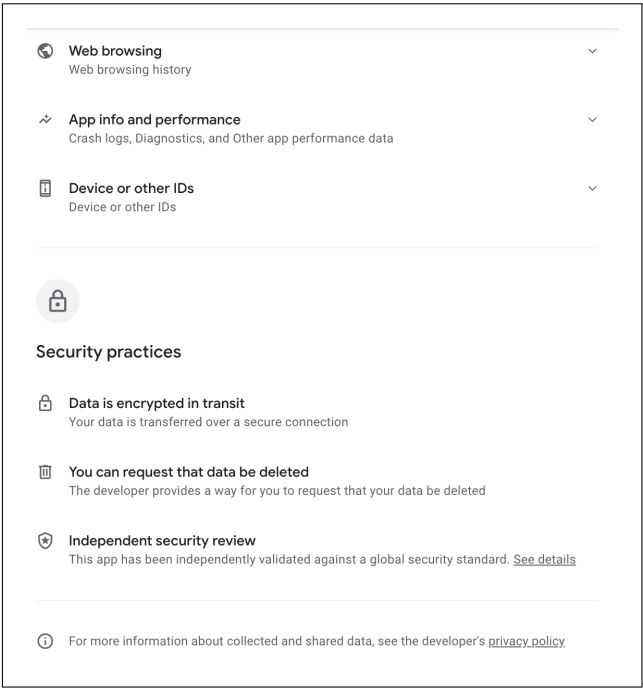 Web browsing
Web browsing history
App info and performance
Crash logs, Diagnostics, and Other app performance data
Device or other IDs
Device or other IDs
Security practices
Data is encrypted in transit
Your data is transferred over a secure connection
You can request that data be deleted
The developer provides a way for you to request that your data be deleted
Independent security review
This app has been independently validated against a global security standard. See details
For more information about collected and shared data, see the developer's privacy policy